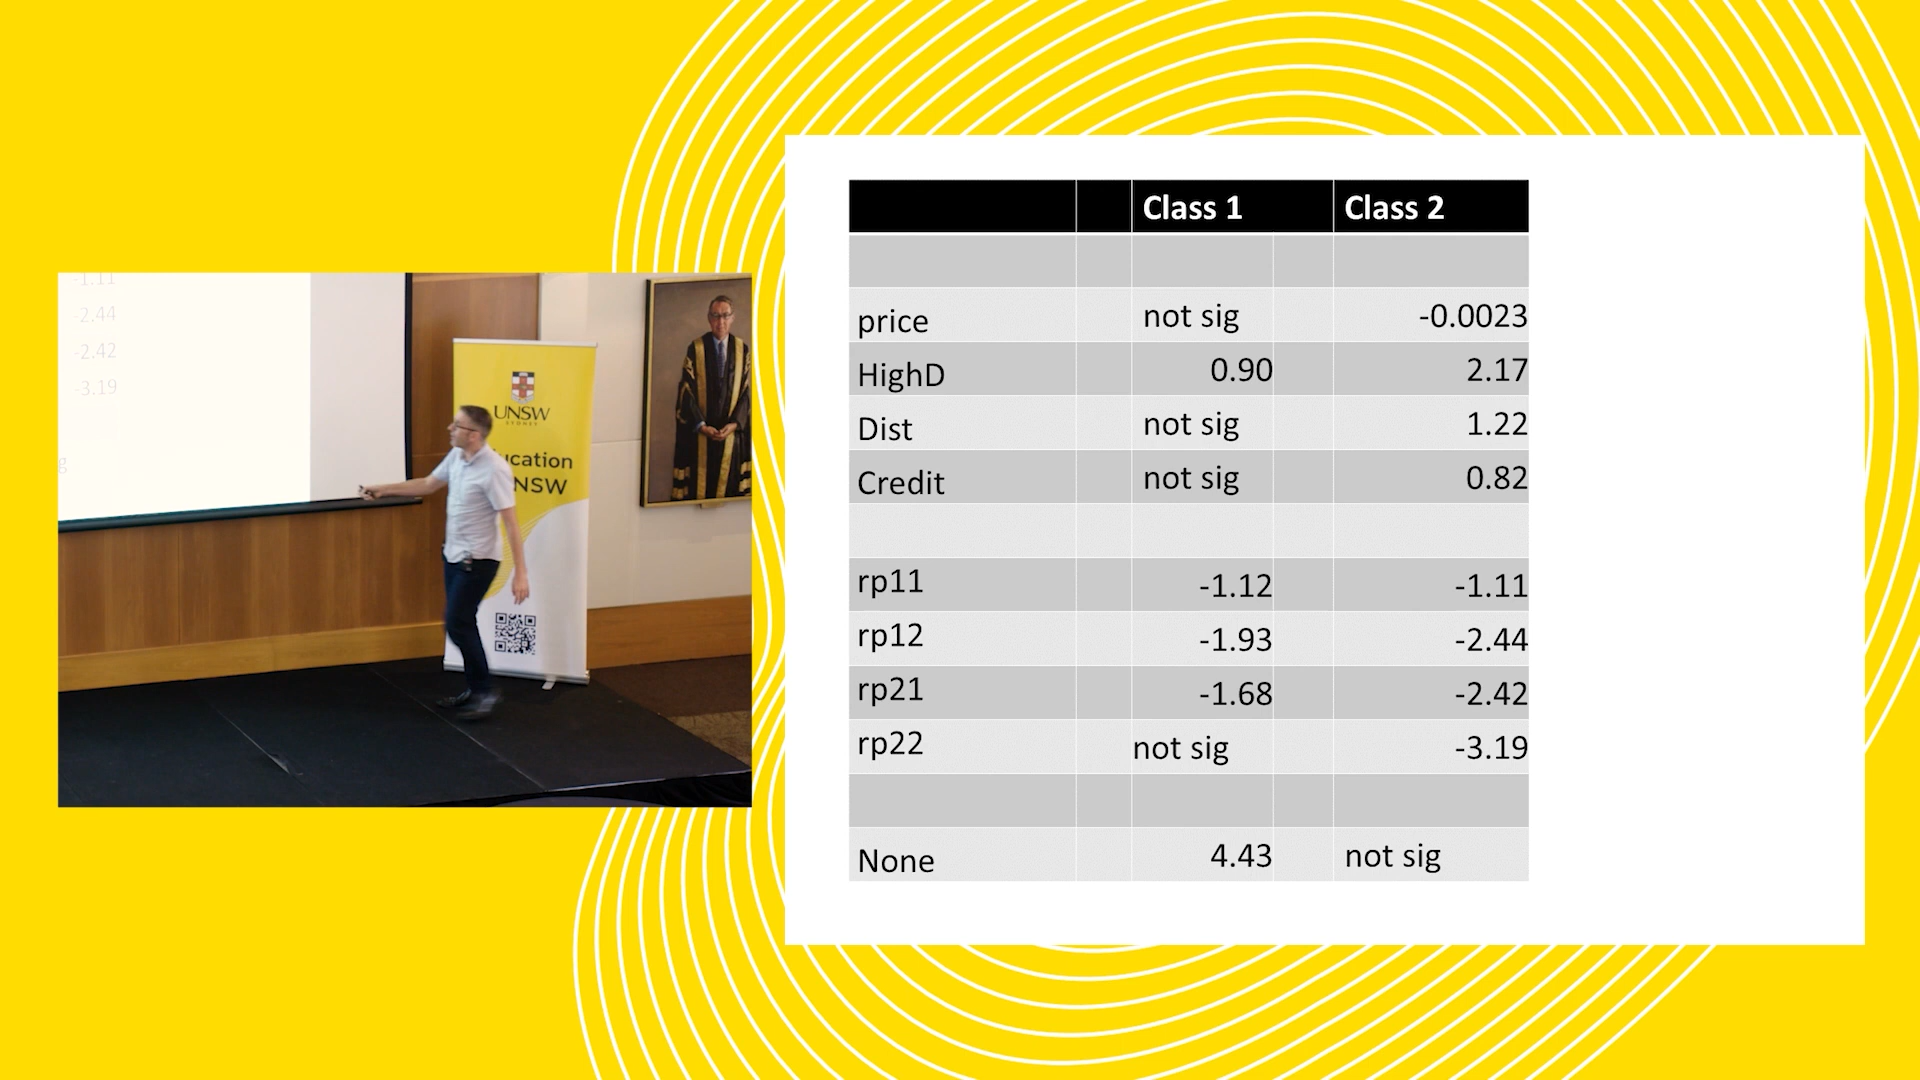 -1.11
-2.44
-2.42
-3.19
g
UNSW
SYDNEY
ucation
NSW
Class 1 Class 2
price not sig -0.0023
HighD 0.90 2.17
Dist not sig 1.22
Credit not sig 0.82
rp11 -1.12 -1.11
rp12 -1.93 -2.44
rp21 -1.68 -2.42
rp22 not sig -3.19
None 4.43 not sig